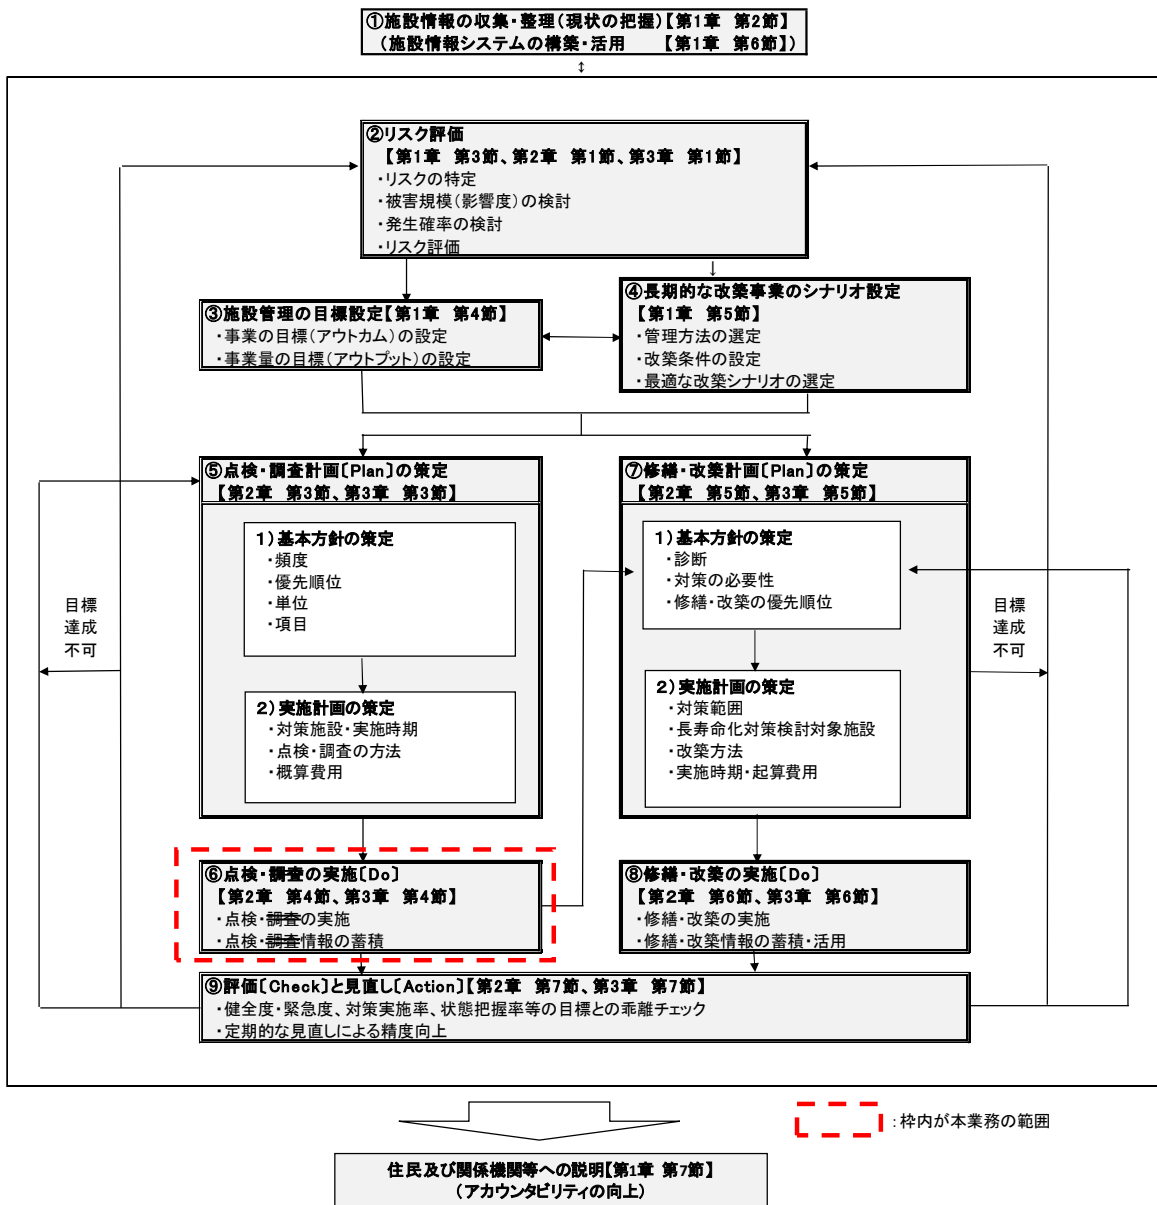 ①施設情報の収集・整理(現状の把握)【第1章 第2節】
(施設情報システムの構築・活用 【第1章 第6節】)
↕
②リスク評価
【第1章 第3節、第2章 第1節、第3章 第1節】
・リスクの特定
・被害規模(影響度)の検討
・発生確率の検討
・リスク評価
③施設管理の目標設定【第1章 第4節】
・事業の目標(アウトカム)の設定
・事業量の目標(アウトプット)の設定
④長期的な改築事業のシナリオ設定
【第1章 第5節】
・管理方法の選定
・改築条件の設定
・最適な改築シナリオの選定
⑤点検・調査計画〔Plan〕の策定
【第2章 第3節、第3章 第3節】
1)基本方針の策定
・頻度
・優先順位
・単位
・項目
2)実施計画の策定
・対策施設・実施時期
・点検・調査の方法
・概算費用
⑦修繕・改築計画〔Plan〕の策定
【第2章 第5節、第3章 第5節】
1)基本方針の策定
・診断
・対策の必要性
・修繕・改築の優先順位
2)実施計画の策定
・対策範囲
・長寿命化対策検討対象施設
・改築方法
・実施時期・起算費用
目標
達成
不可
目標
達成
不可
⑥点検・調査の実施〔Do〕
【第2章 第4節、第3章 第4節】
・点検・調査の実施
・点検・調査情報の蓄積
⑧修繕・改築の実施〔Do〕
【第2章 第6節、第3章 第6節】
・修繕・改築の実施
・修繕・改築情報の蓄積・活用
⑨評価〔Check〕と見直し〔Action〕【第2章 第7節、第3章 第7節】
・健全度・緊急度、対策実施率、状態把握率等の目標との乖離チェック
・定期的な見直しによる精度向上
:枠内が本業務の範囲
住民及び関係機関等への説明【第1章 第7節】
(アカウンタビリティの向上)